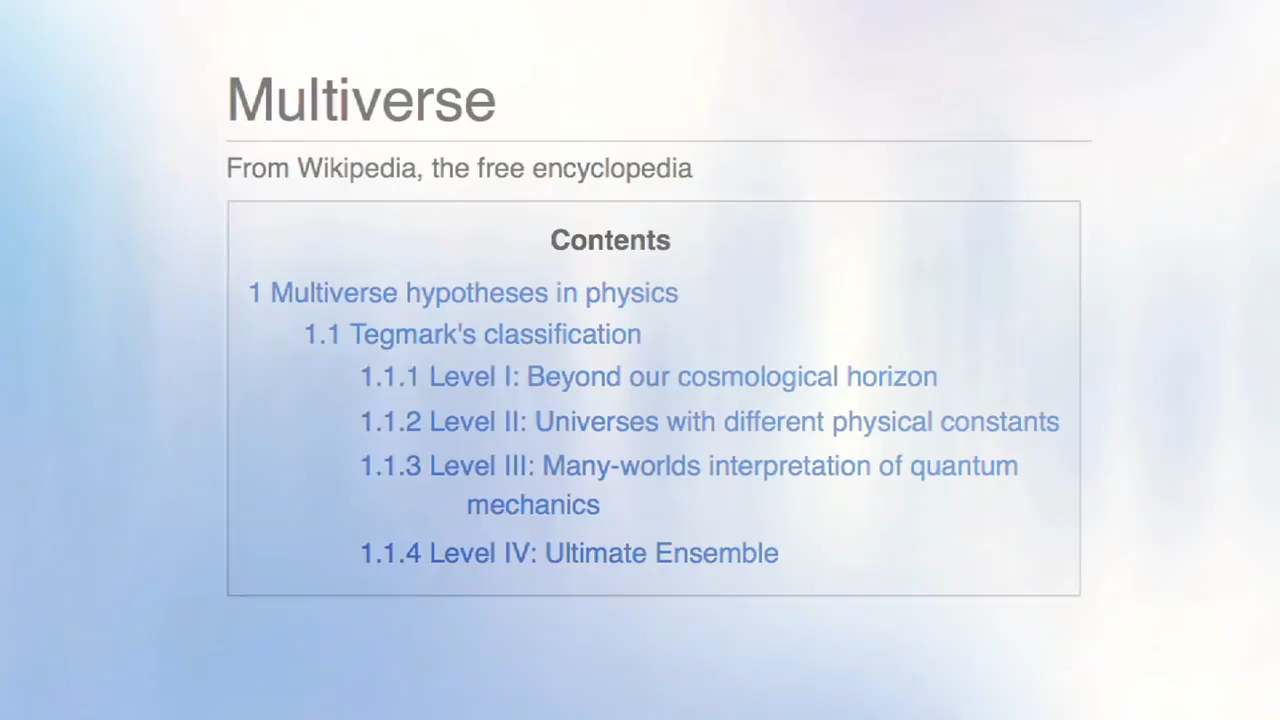 Multiverse
From Wikipedia, the free encyclopedia
Contents
1 Multiverse hypotheses in physics
1.1 Tegmark's classification
1.1.1 Level I: Beyond our cosmological horizon
1.1.2 Level II: Universes with different physical constants
1.1.3 Level III: Many-worlds interpretation of quantum
mechanics
1.1.4 Level IV: Ultimate Ensemble